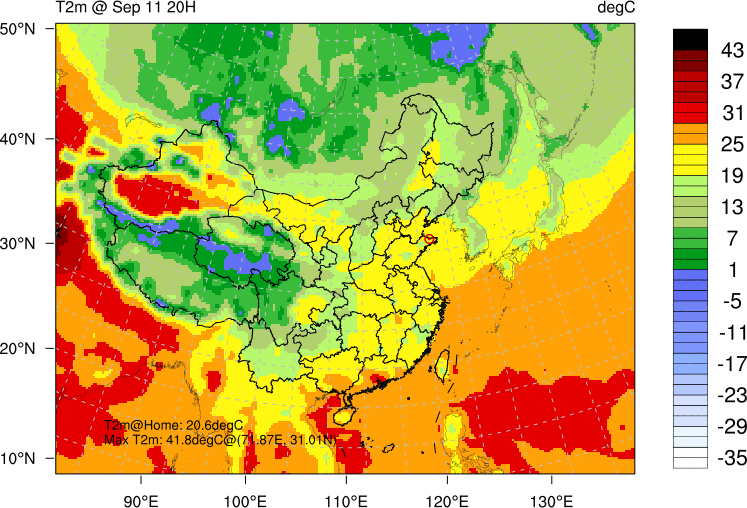 T2m @ Sep 11 20H
degC
50°N
40°N
30°N
20°N
10°N
T2m@Home: 20.6degC
Max T2m: 41.8degC@(71.87E, 31.01N)
90°E
100°E
110°E
120°E
130°E
43
37
31
25
19
13
7
1
-5
-11
-17
-23
-29
-35